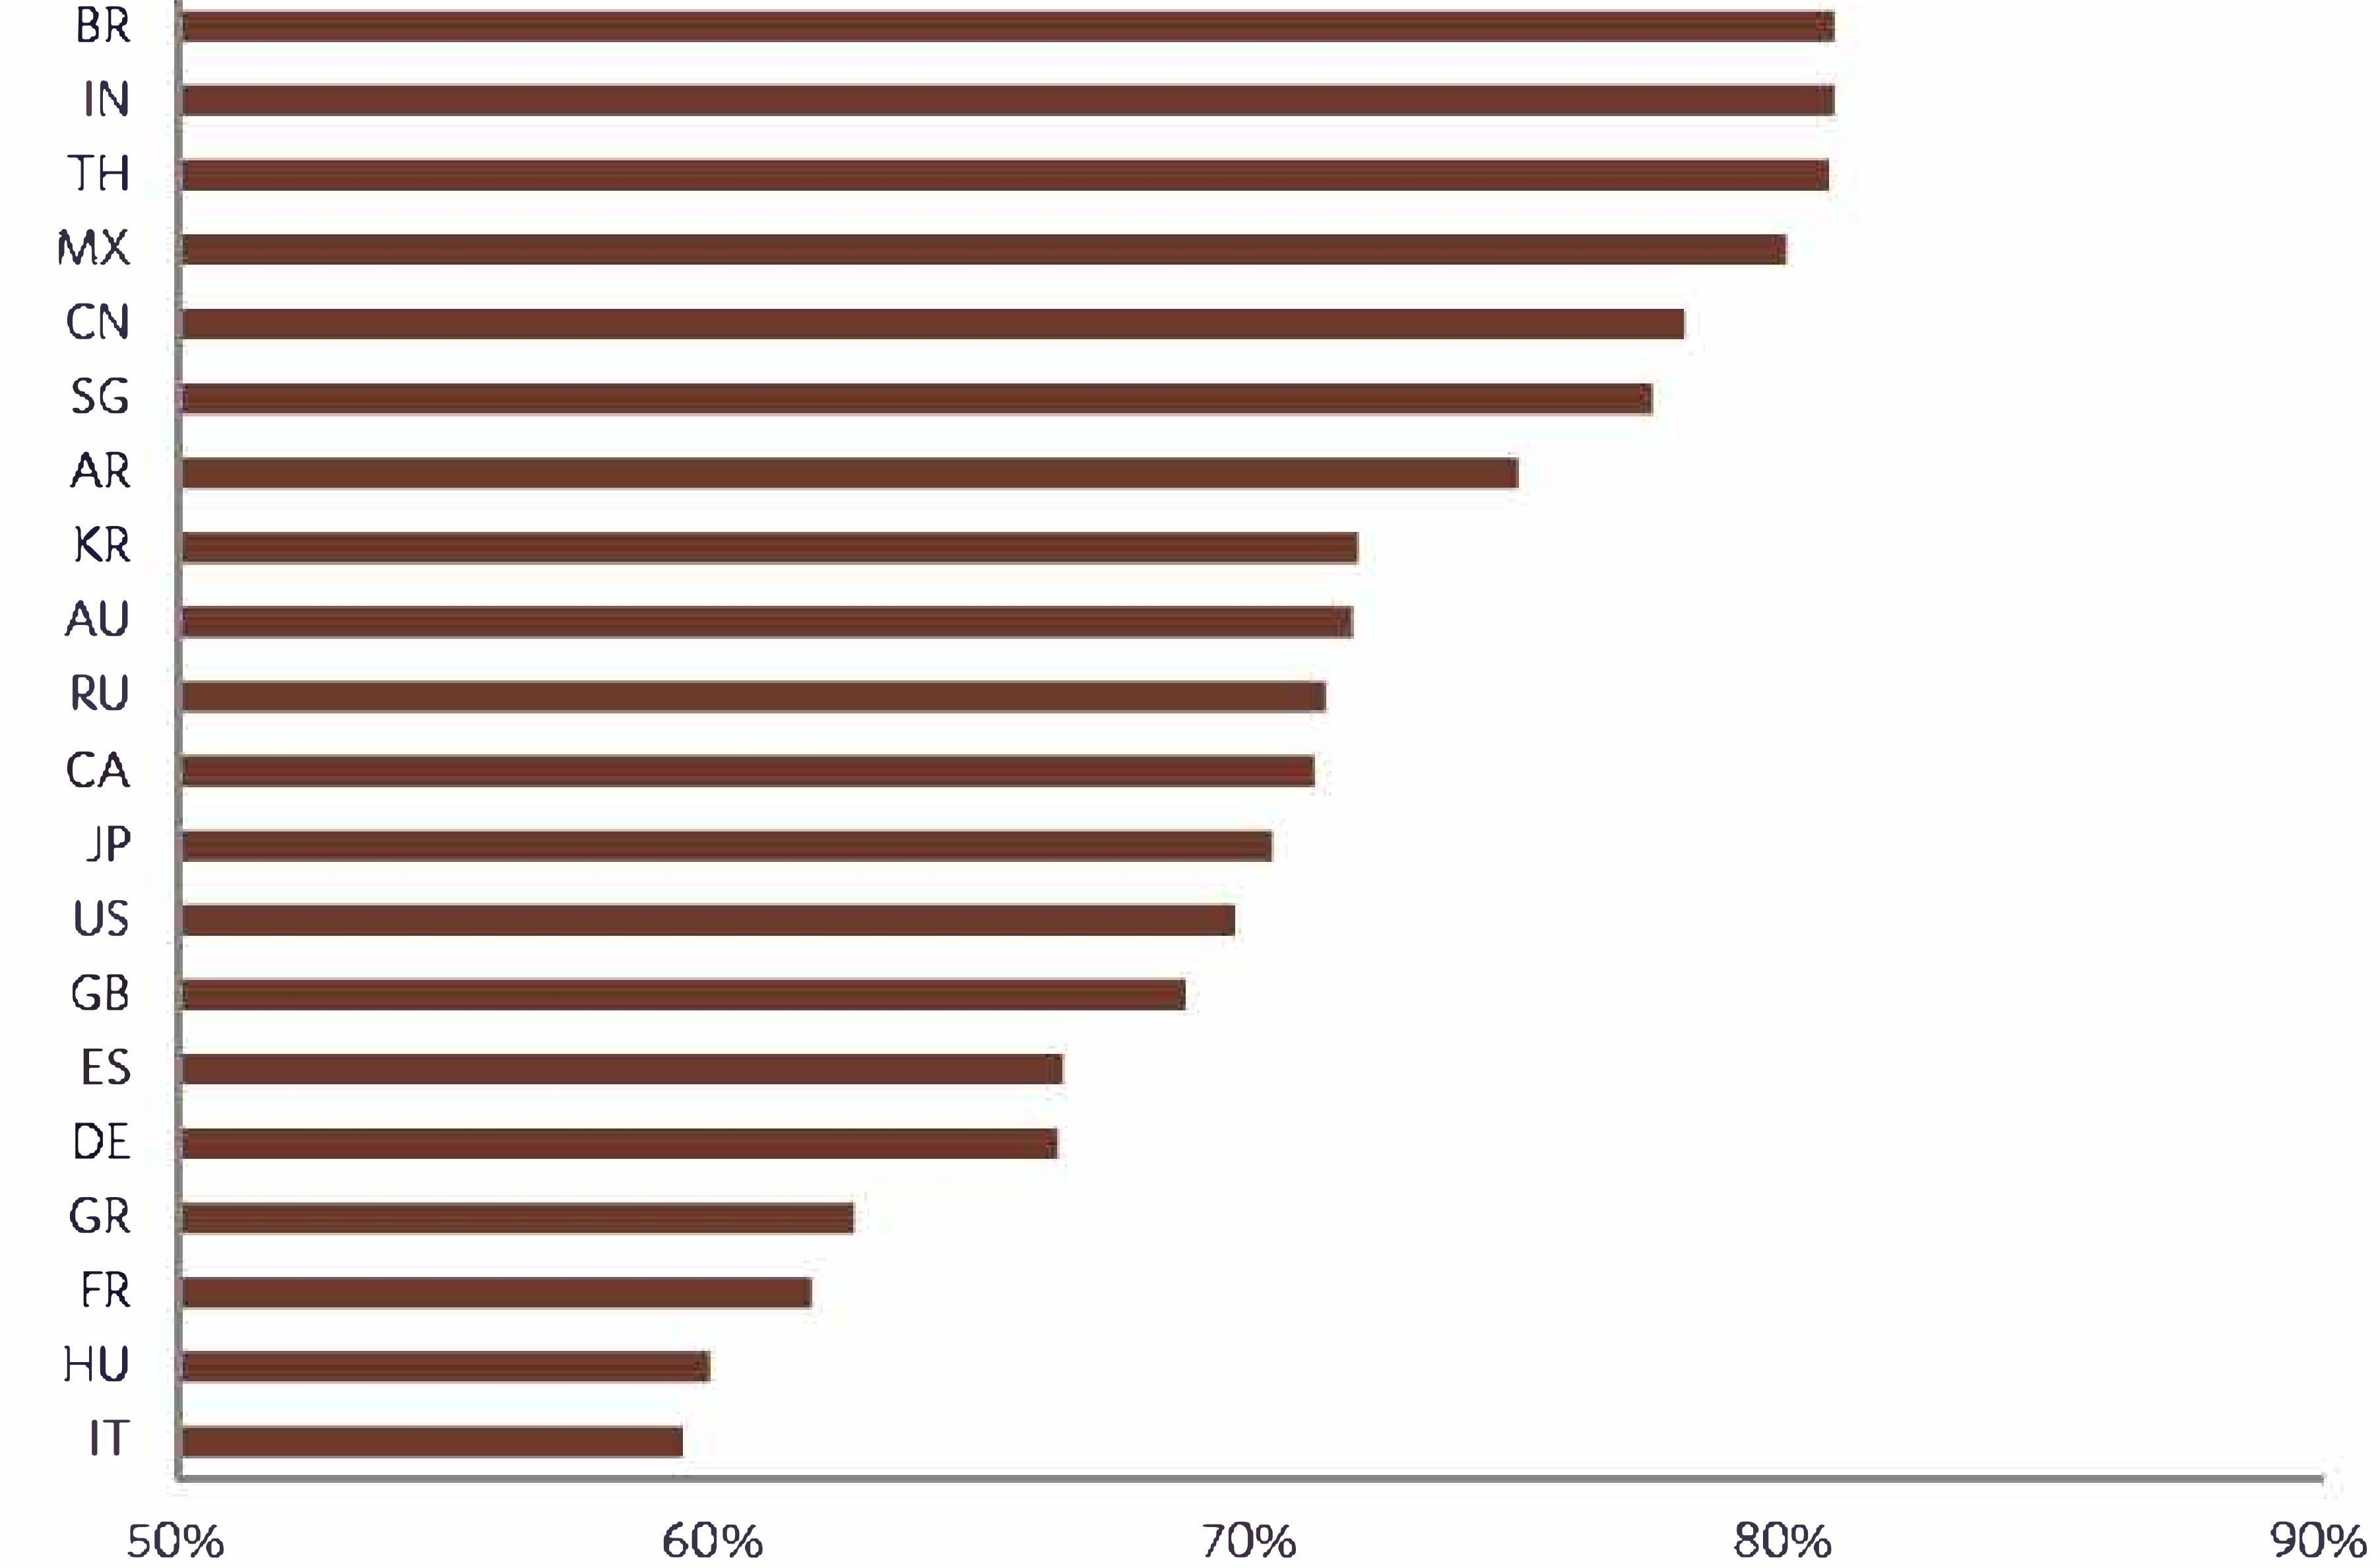 BR
IN
TH
MX
CN
SG
AR
KR
AU
RU
CA
JP
US
GB
ES
DE
GR
FR
HU
IT
50% 60% 70% 80% 90%